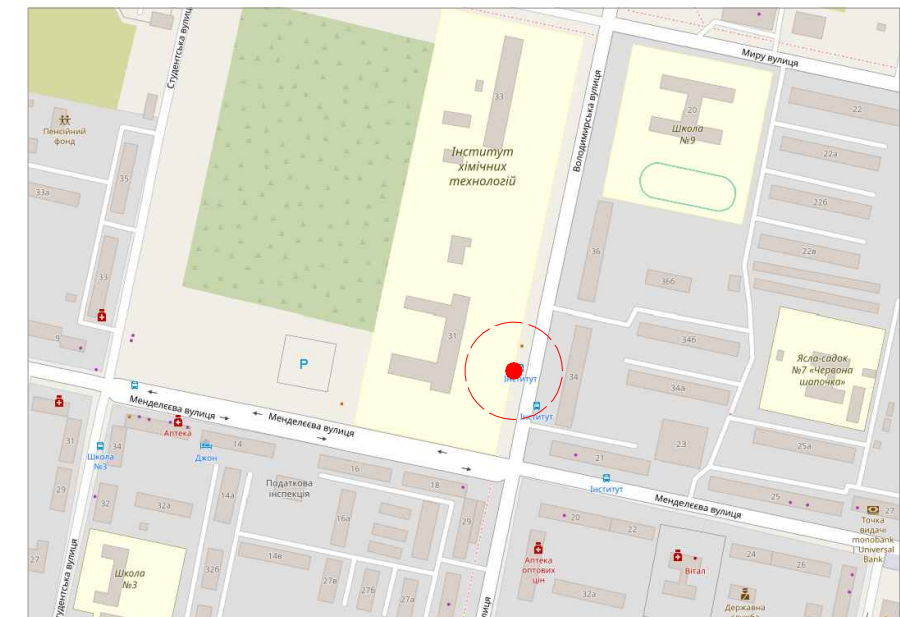 Студентська вулиця
Миру вулиця
Володимирська вулиця
Пенсійний
фонд
33
20
22
Школа
№9
Інститут
хімічних
технологій
22а
35
33а
22б
36
22в
36б
33
9
31
34б
Ясла-садок
№7 «Червона
шапочка»
P
34
Інститут
34а
Інститут
Менделєєва вулиця
Менделєєва вулиця
Аптека
31
34
14
23
25а
Школа
№3
Джон
16
21
18
Інститут
Податкова
інспекція
29
32
32а
14а
Менделєєва вулиця
25
27
16а
29
20
22
Точка
видачі
monobank
| Universal
Bank
27
14в
Аптека
оптових
цін
24
26
Школа
№3
32б
27в
27б
27а
Вітал
32а
Державна